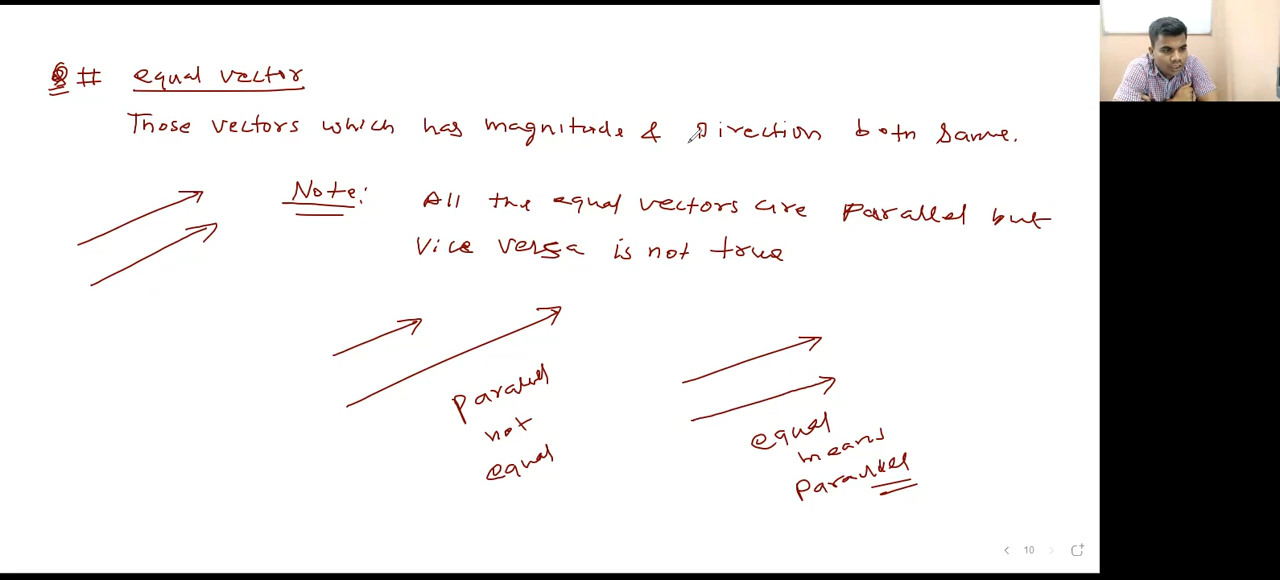 # equal vector
Those vectors which has magnitude & Direction both same.
Note: All the equal vectors are Parallel but
Vice versa is not true
Parallel
not
equal
equal
means
Parallel
10